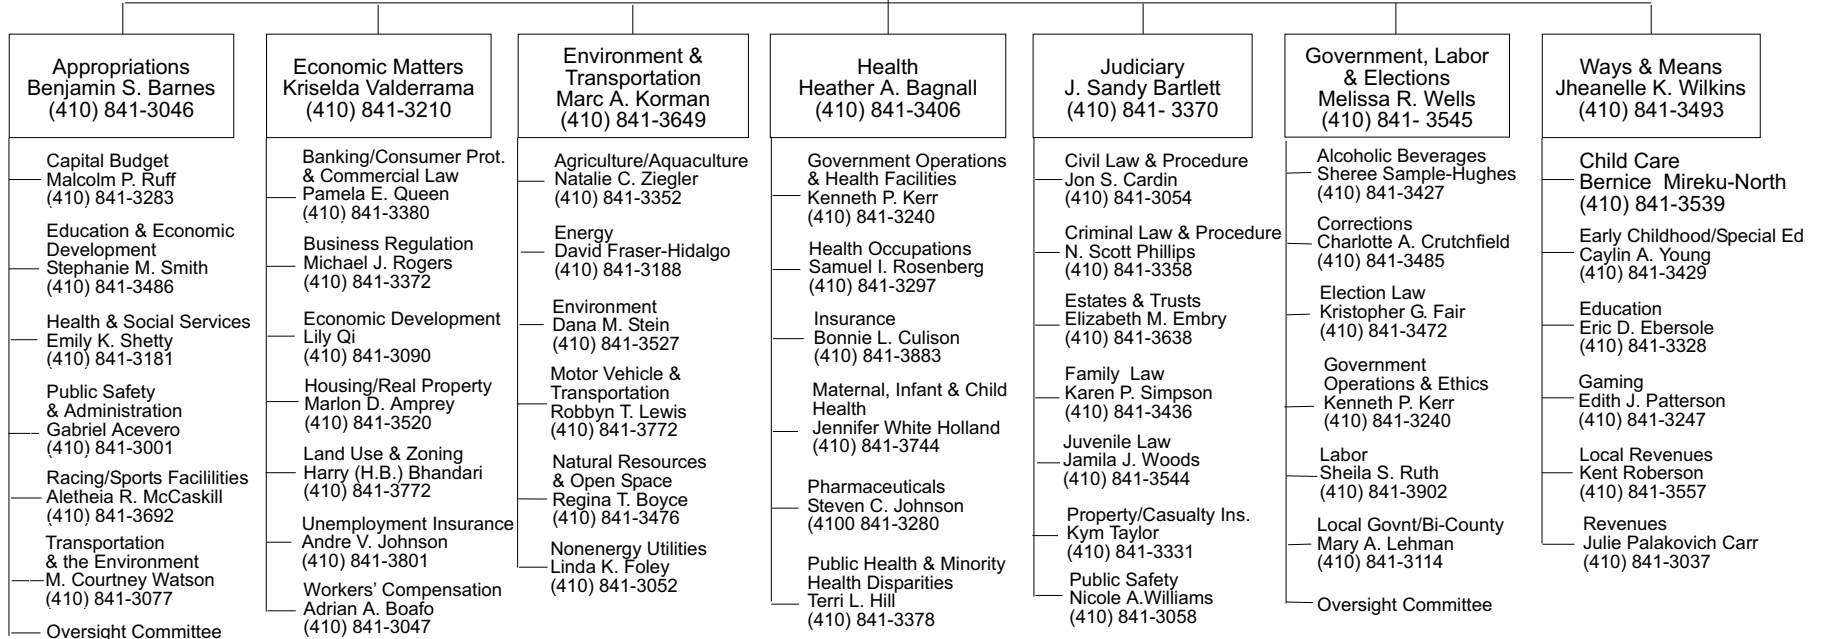 Appropriations
Benjamin S. Barnes
(410) 841-3046
Capital Budget
Malcolm P. Ruff
(410) 841-3283
Education & Economic
Development
Stephanie M. Smith
(410) 841-3486
Health & Social Services
Emily K. Shetty
(410) 841-3181
Public Safety
& Administration
Gabriel Acevero
(410) 841-3001
Racing/Sports Facililities
Aletheia R. McCaskill
(410) 841-3692
Transportation
& the Environment
M. Courtney Watson
(410) 841-3077
Oversight Committee
Economic Matters
Kriselda Valderrama
(410) 841-3210
Banking/Consumer Prot.
& Commercial Law
Pamela E. Queen
(410) 841-3380
Business Regulation
Michael J. Rogers
(410) 841-3372
Economic Development
Lily Qi
(410) 841-3090
Housing/Real Property
Marlon D. Amprey
(410) 841-3520
Land Use & Zoning
Harry (H.B.) Bhandari
(410) 841-3772
Unemployment Insurance
Andre V. Johnson
(410) 841-3801
Workers’ Compensation
Adrian A. Boafo
(410) 841-3047
Environment &
Transportation
Marc A. Korman
(410) 841-3649
Agriculture/Aquaculture
Natalie C. Ziegler
(410) 841-3352
Energy
David Fraser-Hidalgo
(410) 841-3188
Environment
Dana M. Stein
(410) 841-3527
Motor Vehicle &
Transportation
Robbyn T. Lewis
(410) 841-3772
Natural Resources
& Open Space
Regina T. Boyce
(410) 841-3476
Nonenergy Utilities
Linda K. Foley
(410) 841-3052
Health
Heather A. Bagnall
(410) 841-3406
Government Operations
& Health Facilities
Kenneth P. Kerr
(410) 841-3240
Health Occupations
Samuel I. Rosenberg
(410) 841-3297
Insurance
Bonnie L. Culison
(410) 841-3883
Maternal, Infant & Child
Health
Jennifer White Holland
(410) 841-3744
Pharmaceuticals
Steven C. Johnson
(4100 841-3280
Public Health & Minority
Health Disparities
Terri L. Hill
(410) 841-3378
Judiciary
J. Sandy Bartlett
(410) 841- 3370
Civil Law & Procedure
Jon S. Cardin
(410) 841-3054
Criminal Law & Procedure
N. Scott Phillips
(410) 841-3358
Estates & Trusts
Elizabeth M. Embry
(410) 841-3638
Family Law
Karen P. Simpson
(410) 841-3436
Juvenile Law
Jamila J. Woods
(410) 841-3544
Property/Casualty Ins.
Kym Taylor
(410) 841-3331
Public Safety
Nicole A.Williams
(410) 841-3058
Government, Labor
& Elections
Melissa R. Wells
(410) 841- 3545
Alcoholic Beverages
Sheree Sample-Hughes
(410) 841-3427
Corrections
Charlotte A. Crutchfield
(410) 841-3485
Election Law
Kristopher G. Fair
(410) 841-3472
Government
Operations & Ethics
Kenneth P. Kerr
(410) 841-3240
Labor
Sheila S. Ruth
(410) 841-3902
Local Govnt/Bi-County
Mary A. Lehman
(410) 841-3114
Oversight Committee
Ways & Means
Jheanelle K. Wilkins
(410) 841-3493
Child Care
Bernice Mireku-North
(410) 841-3539
Early Childhood/Special Ed
Caylin A. Young
(410) 841-3429
Education
Eric D. Ebersole
(410) 841-3328
Gaming
Edith J. Patterson
(410) 841-3247
Local Revenues
Kent Roberson
(410) 841-3557
Revenues
Julie Palakovich Carr
(410) 841-3037